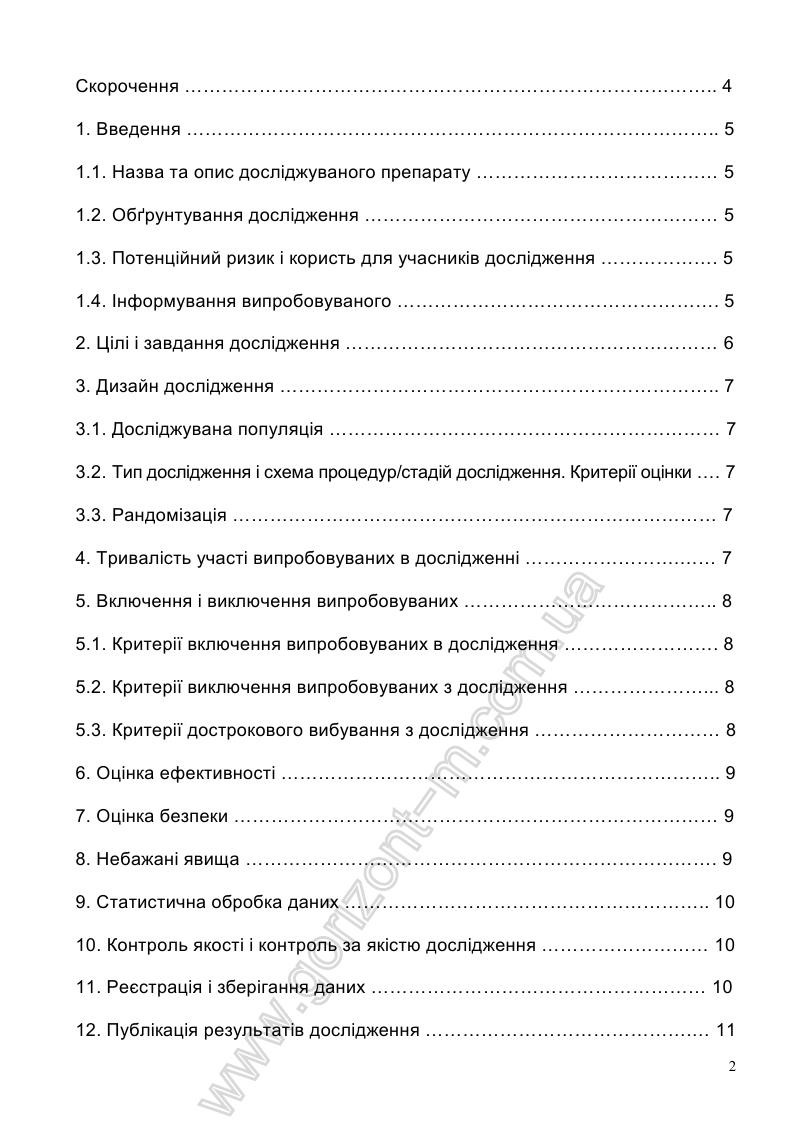 Скорочення ………………………………………………………………………….. 4
1. Введення ……………………………………………………………………….. 5
1.1. Назва та опис досліджуваного препарату ………………………………… 5
1.2. Обґрунтування дослідження ………………………………………………… 5
1.3. Потенційний ризик і користь для учасників дослідження ………………. 5
1.4. Інформування випробовуваного ……………………………………………. 5
2. Цілі і завдання дослідження …………………………………………………… 6
3. Дизайн дослідження …………………………………………………………….. 7
3.1. Досліджувана популяція ……………………………………………………… 7
3.2. Тип дослідження і схема процедур/стадій дослідження. Критерії оцінки …. 7
3.3. Рандомізація …………………………………………………………………… 7
4. Тривалість участі випробовуваних в дослідженні …………………….…… 7
5. Включення і виключення випробовуваних ………………………………….. 8
5.1. Критерії включення випробовуваних в дослідження ……………………. 8
5.2. Критерії виключення випробовуваних з дослідження …………………... 8
5.3. Критерії дострокового вибування з дослідження ………………………… 8
6. Оцінка ефективності …………………………………………………………….. 9
7. Оцінка безпеки …………………………………………………………………… 9
8. Небажані явища …………………………………………………………………. 9
9. Статистична обробка даних ………………………………………………….. 10
10. Контроль якості і контроль за якістю дослідження ……………………… 10
11. Реєстрація і зберігання даних ……………………………………………… 10
12. Публікація результатів дослідження ……………………………………… 11
2
www.gorizont-m.com.ua